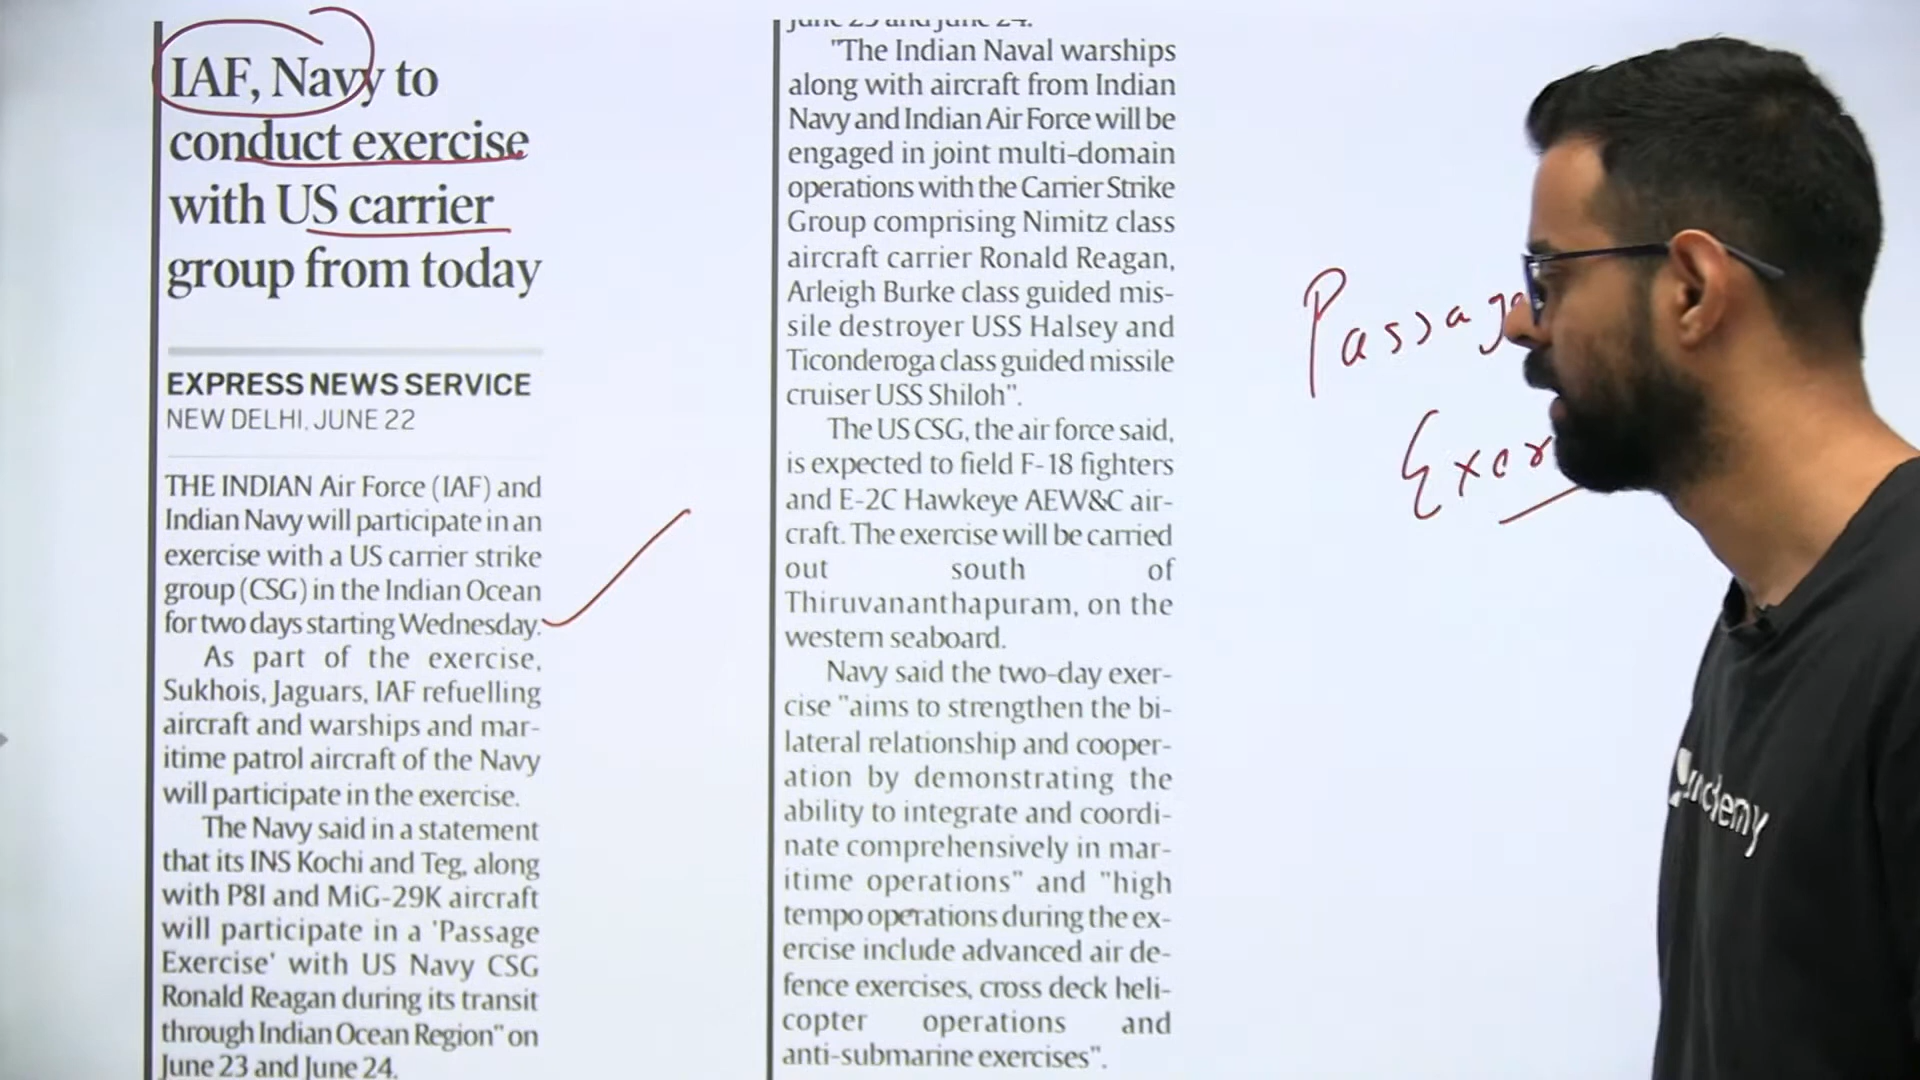 IAF, Navy to
conduct exercise
with US carrier
group from today
EXPRESS NEWS SERVICE
NEW DELHI, JUNE 22
THE INDIAN Air Force (IAF) and
Indian Navy will participate in an
exercise with a US carrier strike
group (CSG) in the Indian Ocean
for two days starting Wednesday.
As part of the exercise,
Sukhois, Jaguars, IAF refuelling
aircraft and warships and mar-
itime patrol aircraft of the Navy
will participate in the exercise.
The Navy said in a statement
that its INS Kochi and Teg, along
with P8I and MiG-29K aircraft
will participate in a 'Passage
Exercise' with US Navy CSG
Ronald Reagan during its transit
through Indian Ocean Region" on
June 23 and June 24.
June 23 and June 24.
"The Indian Naval warships
along with aircraft from Indian
Navy and Indian Air Force will be
engaged in joint multi-domain
operations with the Carrier Strike
Group comprising Nimitz class
aircraft carrier Ronald Reagan,
Arleigh Burke class guided mis-
sile destroyer USS Halsey and
Ticonderoga class guided missile
cruiser USS Shiloh".
The US CSG, the air force said,
is expected to field F-18 fighters
and E-2C Hawkeye AEW&C air-
craft. The exercise will be carried
out south of
Thiruvananthapuram, on the
western seaboard.
Navy said the two-day exer-
cise "aims to strengthen the bi-
lateral relationship and cooper-
ation by demonstrating the
ability to integrate and coordi-
nate comprehensively in mar-
itime operations" and "high
tempo operations during the ex-
ercise include advanced air de-
fence exercises, cross deck heli-
copter operations and
anti-submarine exercises".
Passag
Exer